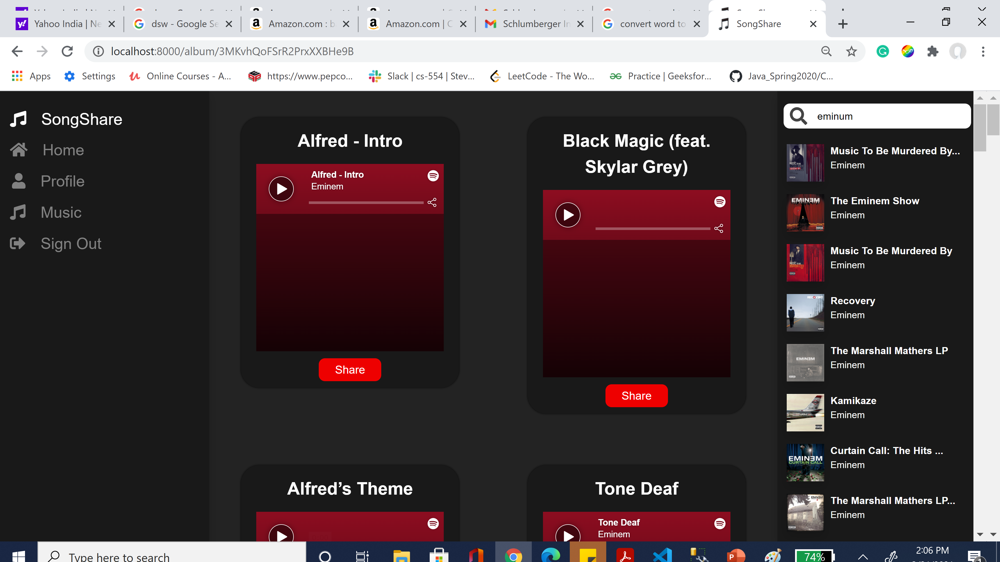 Yahoo India | Ne
dsw - Google Se
Amazon.com : b
Amazon.com | C
Schlumberger In
convert word to
SongShare
localhost:8000/album/3MKvhQoFSrR2PrxXXBHe9B
Apps
Settings
Online Courses - A...
https://www.pepco...
Slack | cs-554 | Stev...
LeetCode - The Wo...
Practice | Geeksfor...
Java_Spring2020/C...
SongShare
Home
Profile
Music
Sign Out
Alfred - Intro
Alfred - Intro
Eminem
Share
Black Magic (feat.
Skylar Grey)
Share
Alfred’s Theme
Tone Deaf
Tone Deaf
Eminem
eminum
Music To Be Murdered By...
Eminem
The Eminem Show
Eminem
Music To Be Murdered By
Eminem
Recovery
Eminem
The Marshall Mathers LP
Eminem
Kamikaze
Eminem
Curtain Call: The Hits ...
Eminem
The Marshall Mathers LP...
Eminem
Type here to search
74%
2:06 PM